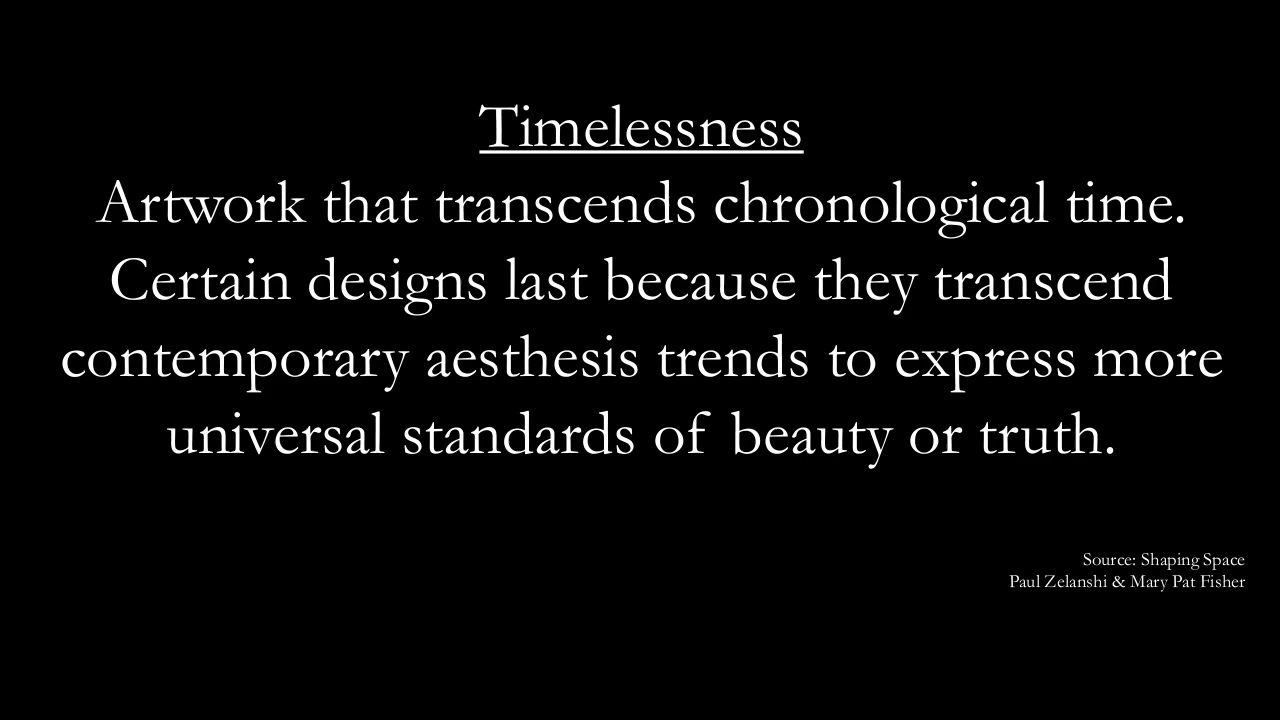 Timelessness
Artwork that transcends chronological time.
Certain designs last because they transcend
contemporary aesthesis trends to express more
universal standards of beauty or truth.
Source: Shaping Space
Paul Zelanshi & Mary Pat Fisher